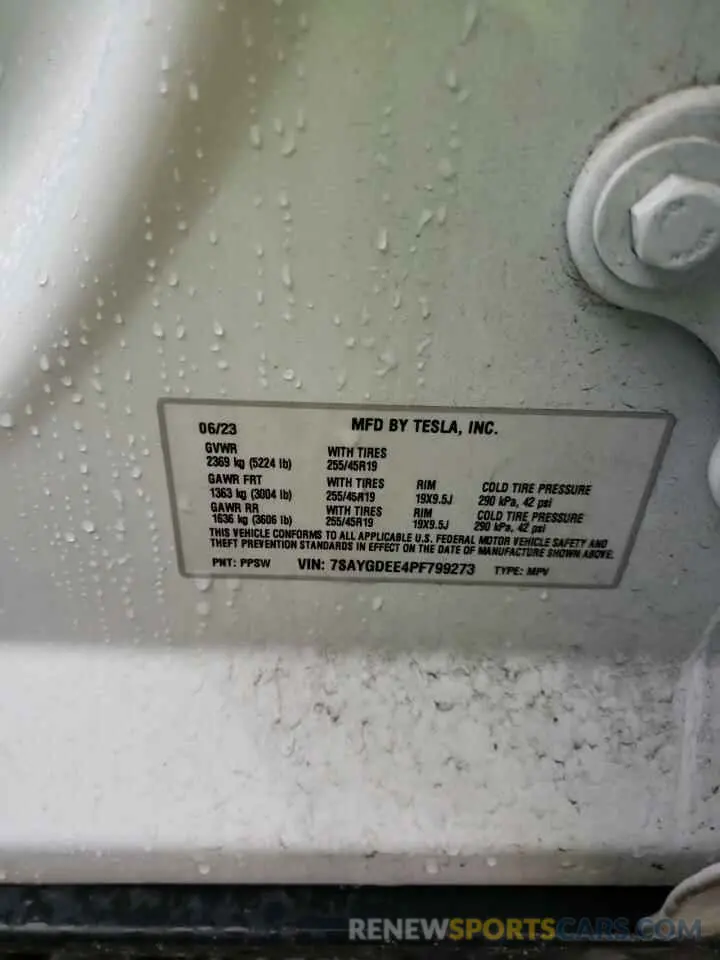 06/23 MFD BY TESLA, INC.
GVWR WITH TIRES
2369 kg (5224 lb) 255/45R19
GAWR FRT WITH TIRES RIM COLD TIRE PRESSURE
1363 kg (3004 lb) 255/45R19 19X9.5J 290 kPa, 42 psi
GAWR RR WITH TIRES RIM COLD TIRE PRESSURE
1636 kg (3606 lb) 255/45R19 19X9.5J 290 kPa, 42 psi
THIS VEHICLE CONFORMS TO ALL APPLICABLE U.S. FEDERAL MOTOR VEHICLE SAFETY AND
THEFT PREVENTION STANDARDS IN EFFECT ON THE DATE OF MANUFACTURE SHOWN ABOVE.
PNT: PPSW VIN: 7SAYGDEE4PF799273 TYPE: MPV
RENEWSPORTSCARS.COM